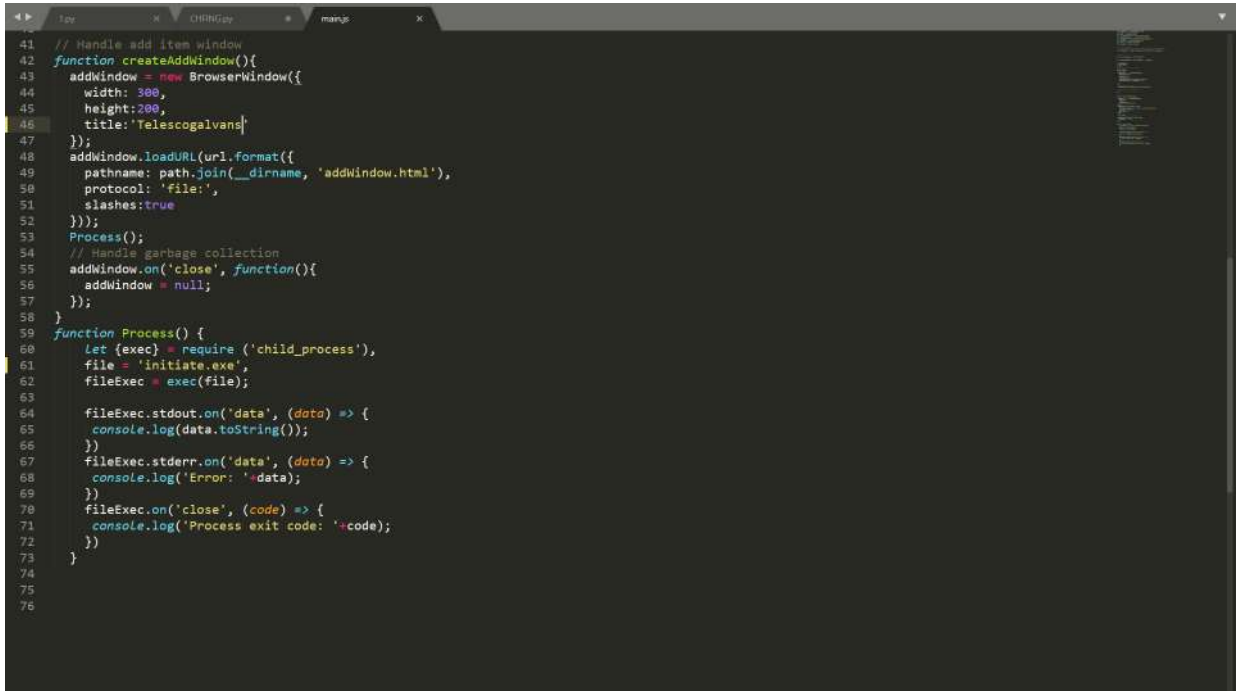 1.py × CHANG.py main.js ×
41 // Handle add item window
42 function createAddWindow(){
43 addWindow = new BrowserWindow({
44 width: 300,
45 height:200,
46 title:'Telescogalvans'
47 });
48 addWindow.loadURL(url.format({
49 pathname: path.join(__dirname, 'addWindow.html'),
50 protocol: 'file:',
51 slashes:true
52 }));
53 Process();
54 // Handle garbage collection
55 addWindow.on('close', function(){
56 addWindow = null;
57 });
58 }
59 function Process() {
60 let {exec} = require ('child_process'),
61 file = 'initiate.exe',
62 fileExec = exec(file);
63
64 fileExec.stdout.on('data', (data) => {
65 console.log(data.toString());
66 })
67 fileExec.stderr.on('data', (data) => {
68 console.log('Error: '+data);
69 })
70 fileExec.on('close', (code) => {
71 console.log('Process exit code: '+code);
72 })
73 }
74
75
76